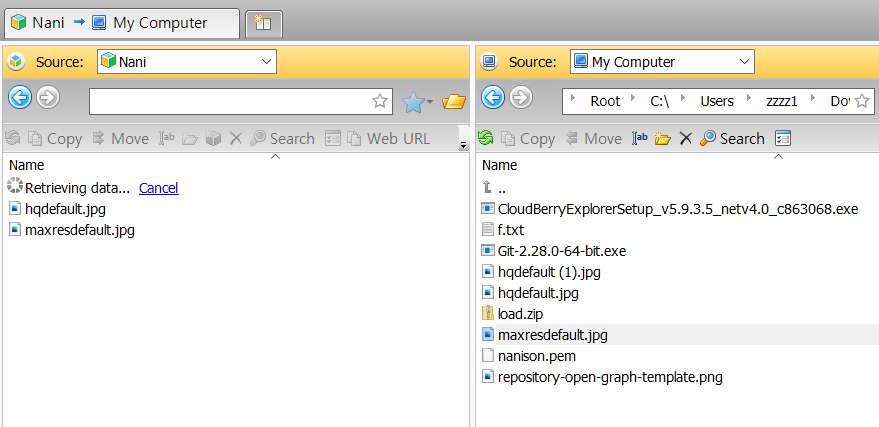 Nani → My Computer
Source: Nani
Copy Move Search Web URL
Name
Retrieving data... Cancel
hqdefault.jpg
maxresdefault.jpg
Source: My Computer
Root C:\ Users zzzz1 Dov
Copy Move Search
Name
..
CloudBerryExplorerSetup_v5.9.3.5_netv4.0_c863068.exe
f.txt
Git-2.28.0-64-bit.exe
hqdefault (1).jpg
hqdefault.jpg
load.zip
maxresdefault.jpg
nanison.pem
repository-open-graph-template.png